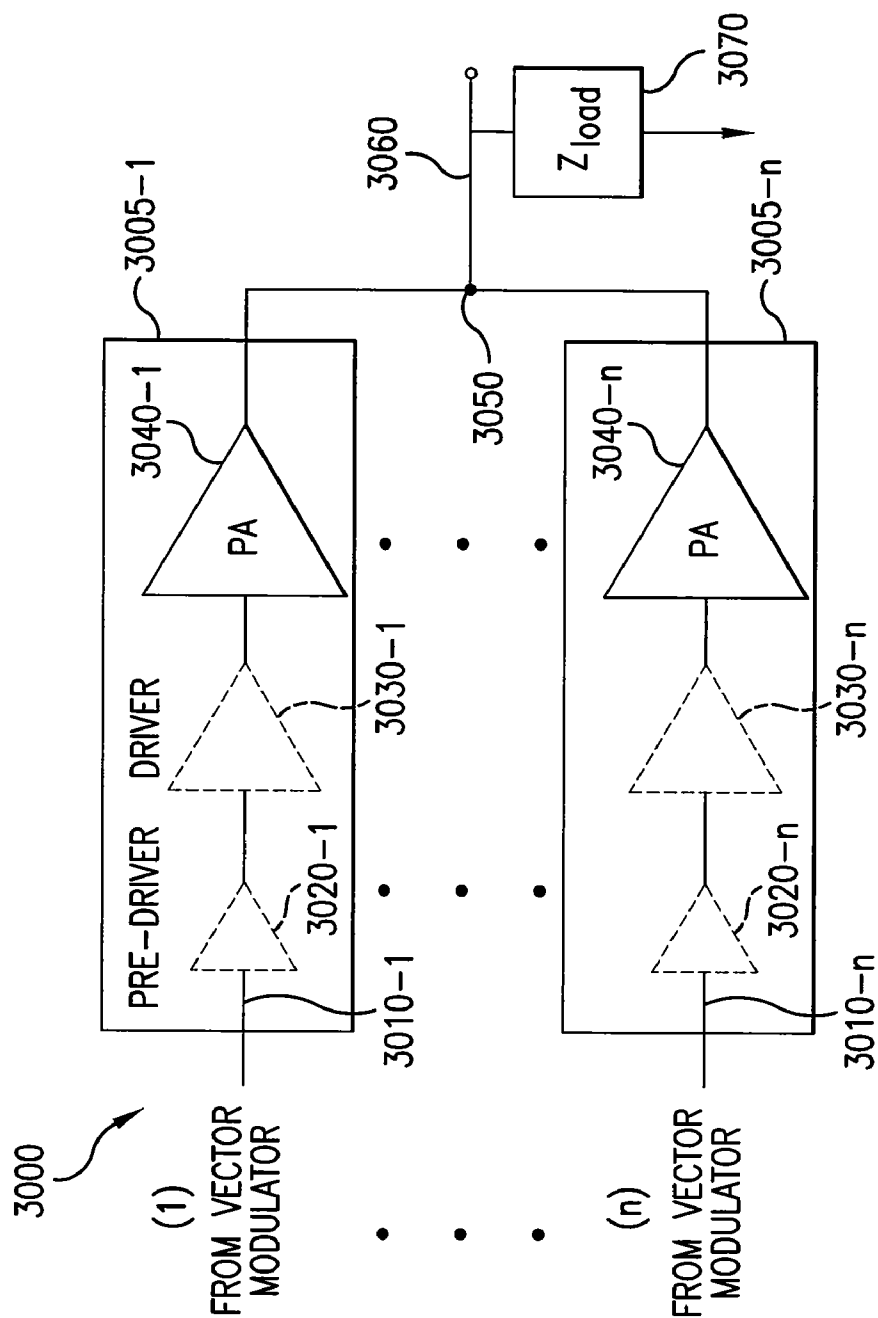 3000
(1)
FROM VECTOR
MODULATOR
3010-1
PRE-DRIVER
3020-1
DRIVER
3030-1
PA
3040-1
3005-1
3050
3060
Z load
3070
(n)
FROM VECTOR
MODULATOR
3010-n
3020-n
3030-n
PA
3040-n
3005-n